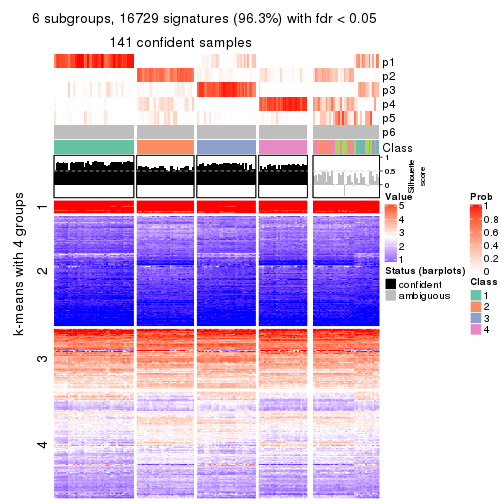 6 subgroups, 16729 signatures (96.3%) with fdr < 0.05
141 confident samples
p1
p2
p3
p4
p5
p6
Class
1
0.5
0
Silhouette
score
k-means with 4 groups
1
2
3
4
Value
5
4
3
2
1
Status (barplots)
confident
ambiguous
Prob
1
0.8
0.6
0.4
0.2
0
Class
1
2
3
4